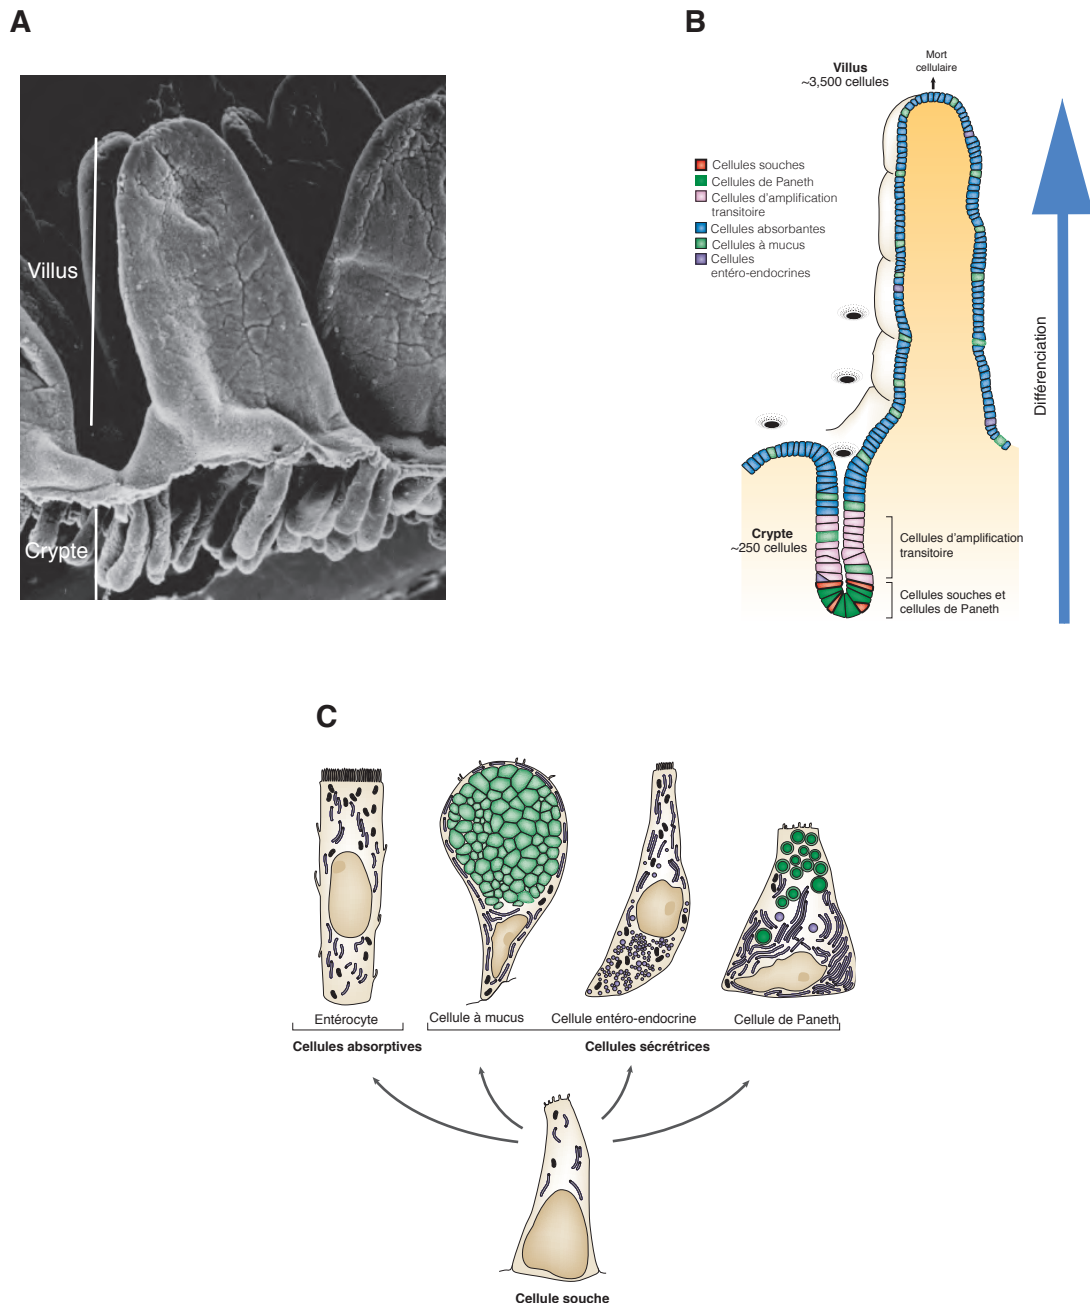 A
Villus
Crypte
B
Mort
cellulaire
Villus
~3,500 cellules
Cellules souches
Cellules de Paneth
Cellules d'amplification
transitoire
Cellules absorbantes
Cellules à mucus
Cellules
entéro-endocrines
Différenciation
Crypte
~250 cellules
Cellules d'amplification
transitoire
Cellules souches et
cellules de Paneth
C
Entérocyte
Cellule à mucus
Cellule entéro-endocrine
Cellule de Paneth
Cellules absorptives
Cellules sécrétrices
Cellule souche